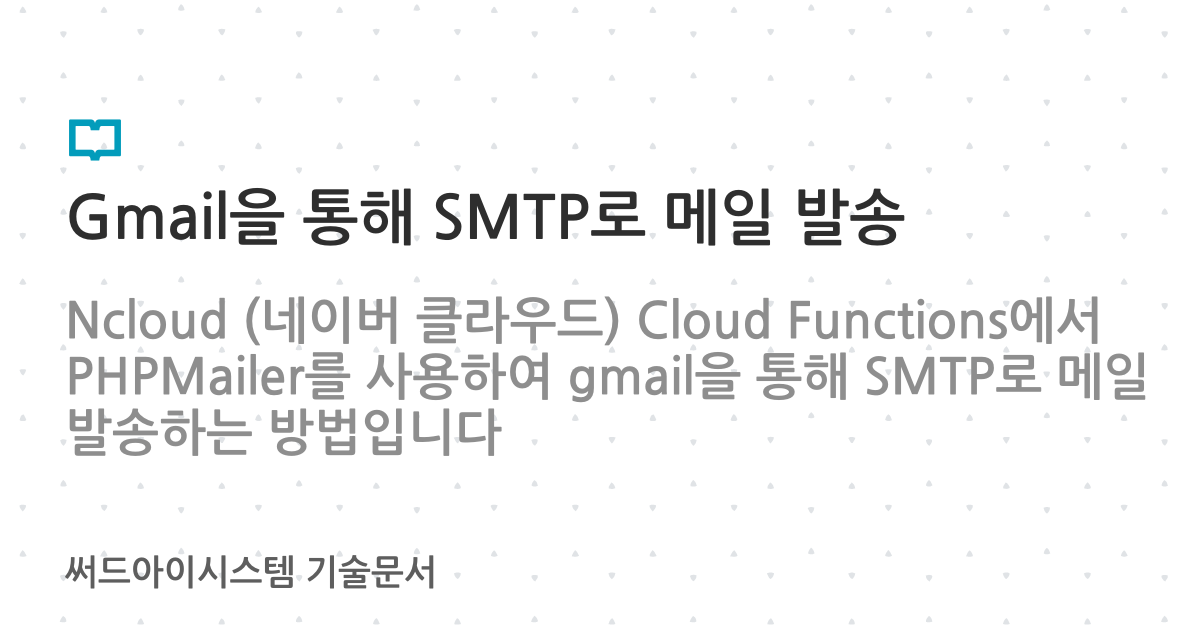 Gmail을 통해 SMTP로 메일 발송
Ncloud (네이버 클라우드) Cloud Functions에서
PHPMailer를 사용하여 gmail을 통해 SMTP로 메일
발송하는 방법입니다
써드아이시스템 기술문서